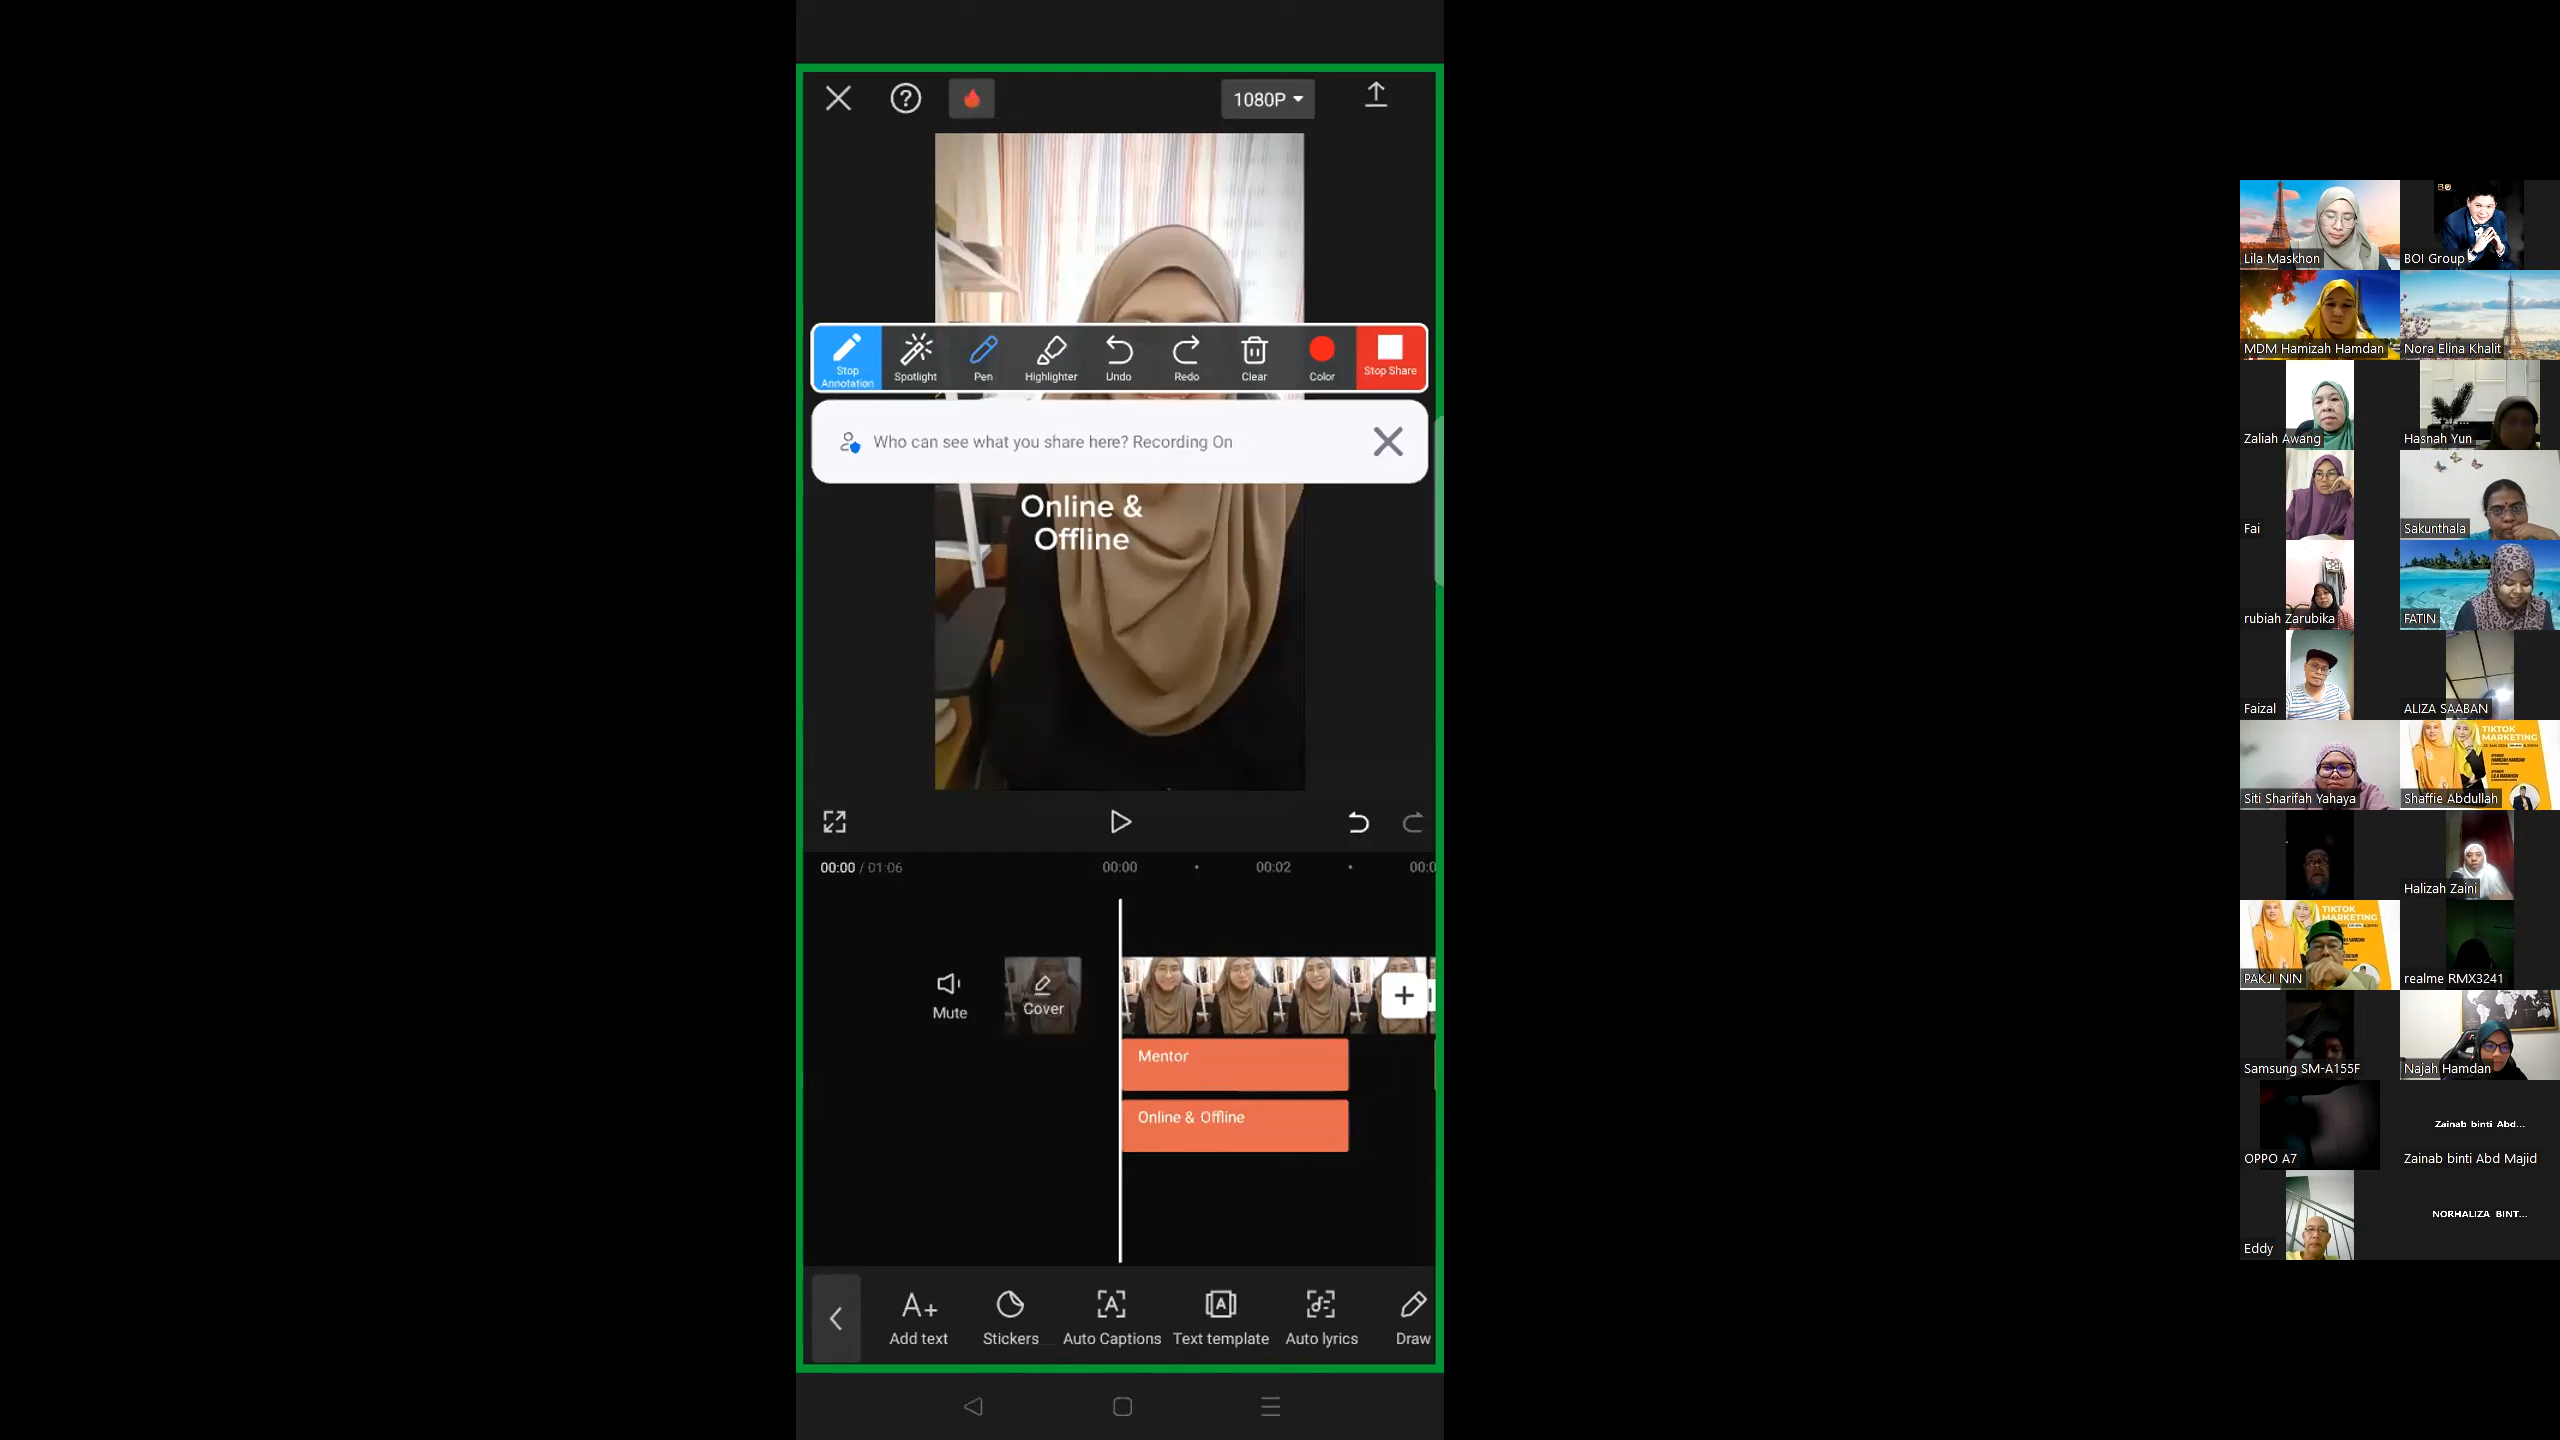 1080P
Stop
Annotation
Spotlight
Pen
Highlighter
Undo
Redo
Clear
Color
Stop Share
Who can see what you share here? Recording On
Online &
Offline
00:00 / 01:06
00:00
00:02
Mute
Cover
Mentor
Online & Offline
Add text
Stickers
Auto Captions
Text template
Auto lyrics
Draw
Lila Maskhon
BOI Group
MDM Hamizah Hamdan
Nora Elina Khalit
Zaliah Awang
Hasnah Yun
Fai
Sakunthala
rubiah Zarubika
FATIN
Faizal
ALIZA SAABAN
Siti Sharifah Yahaya
TIKTOK
MARKETING
Shaffie Abdullah
Halizah Zaini
TIKTOK
MARKETING
PAKJI NIN
realme RMX3241
Samsung SM-A155F
Najah Hamdan
OPPO A7
Zainab binti Abd...
Zainab binti Abd Majid
Eddy
NORHALIZA BINT...